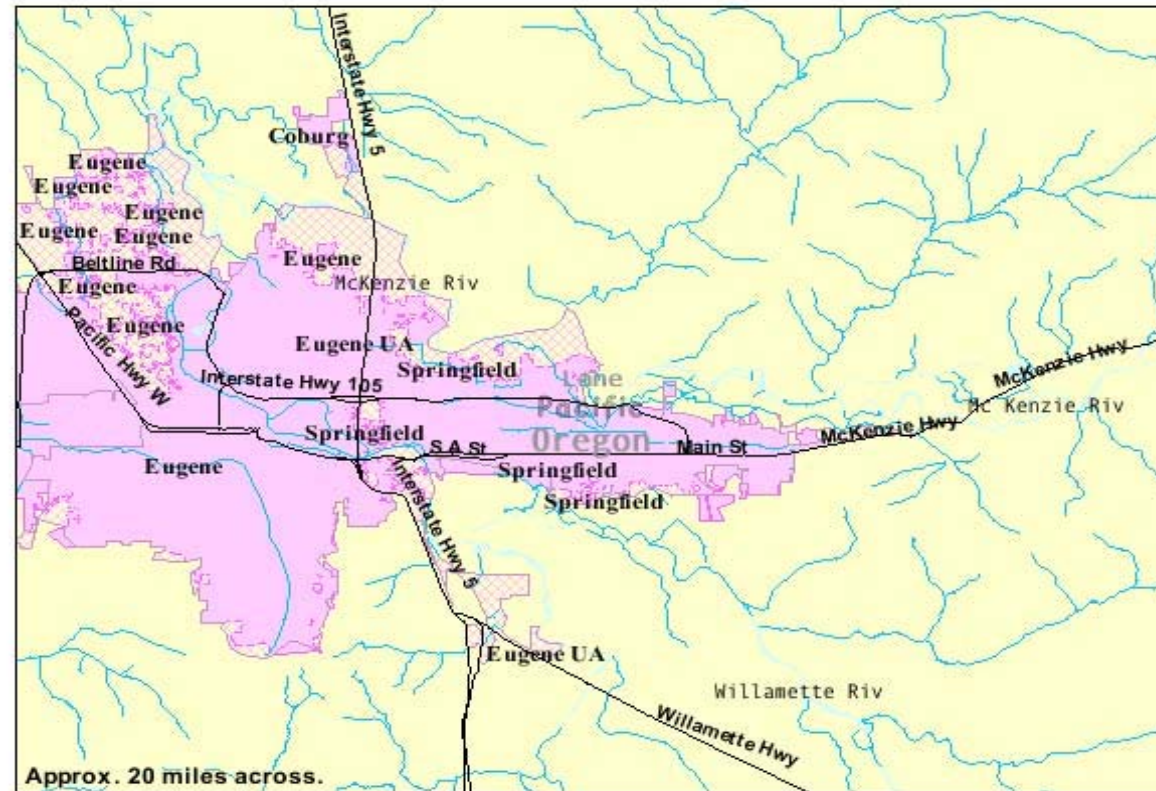 Interstate Hwy 5
Coburg
Eugene
Eugene
Eugene
Eugene
Eugene
Beltline Rd
Eugene
McKenzie Riv
Eugene
Eugene
Pacific Hwy W
Eugene UA
Springfield
Interstate Hwy 105
Lane
Pacific
Oregon
McKenzie Hwy
Mc Kenzie Riv
McKenzie Hwy
Springfield
S A St
Main St
Eugene
Springfield
Springfield
Interstate Hwy 5
Eugene UA
Willamette Riv
Willamette Hwy
Approx. 20 miles across.